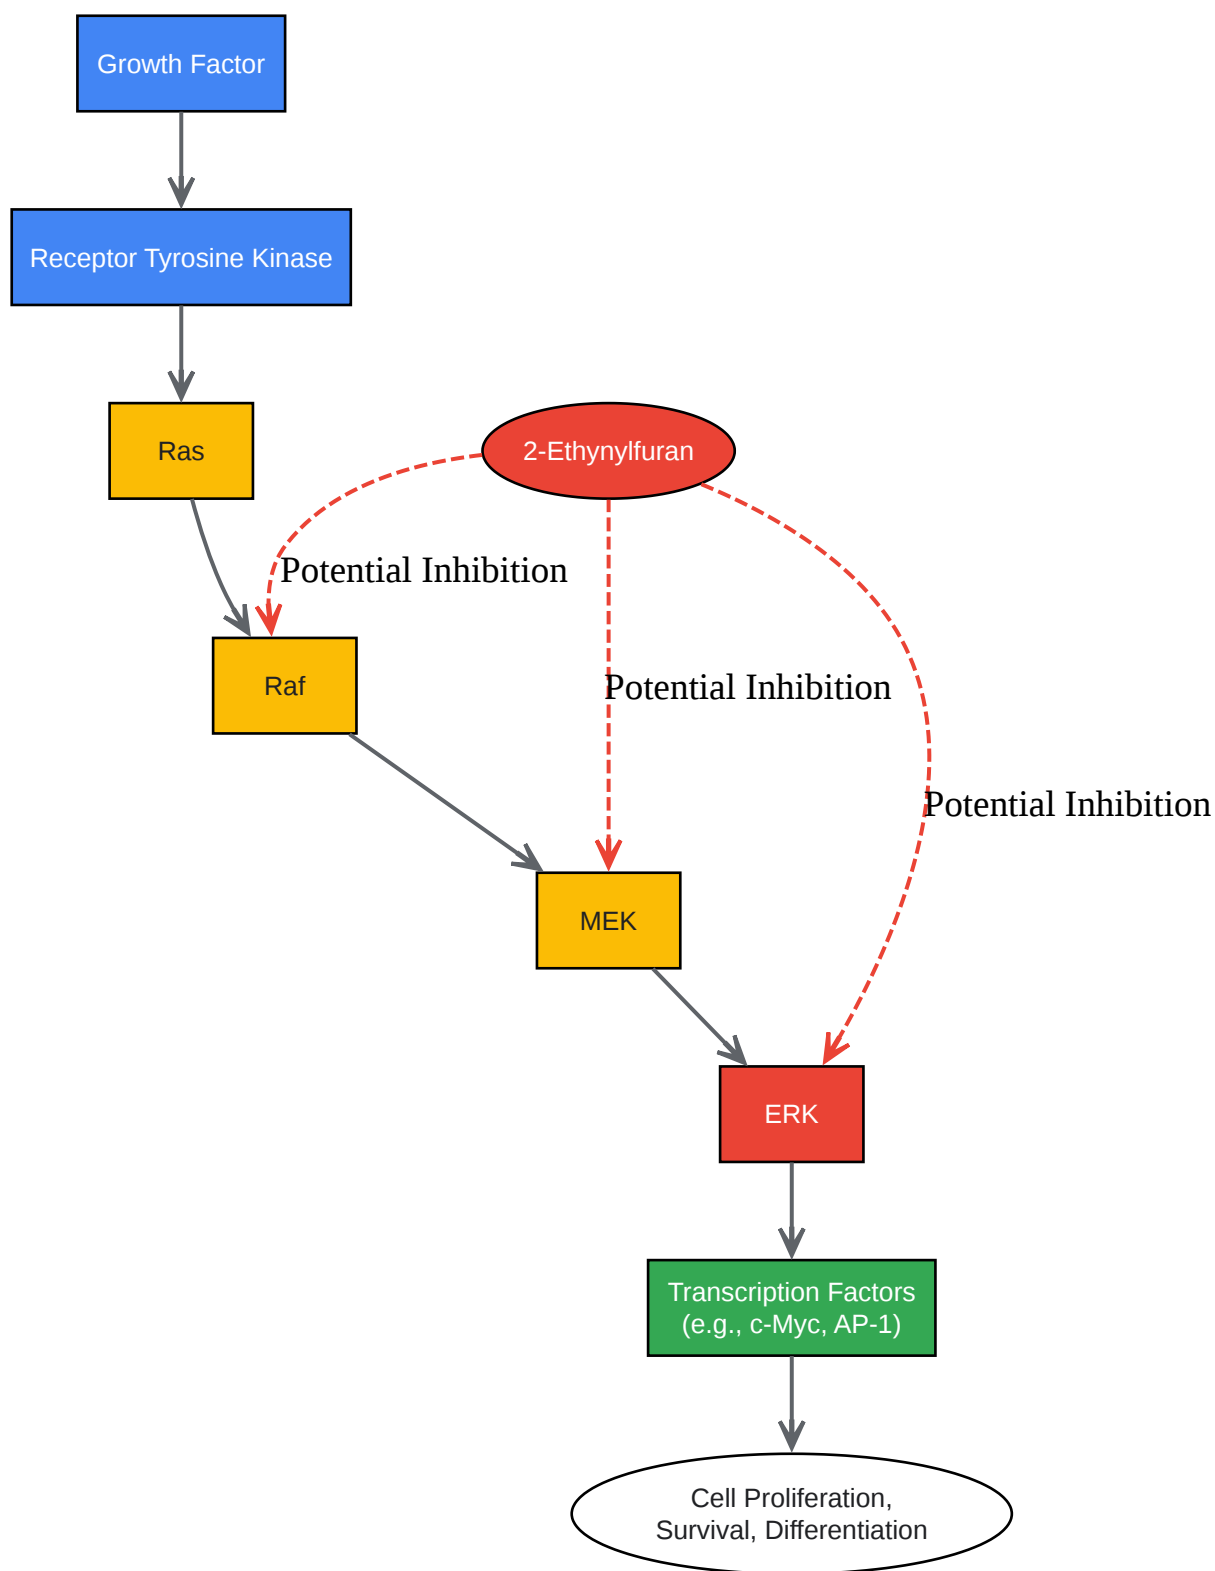 Growth Factor
Receptor Tyrosine Kinase
Ras
2-Ethynylfuran
Potential Inhibition
Raf
Potential Inhibition
Potential Inhibition
MEK
ERK
Transcription Factors
(e.g., c-Myc, AP-1)
Cell Proliferation,
Survival, Differentiation